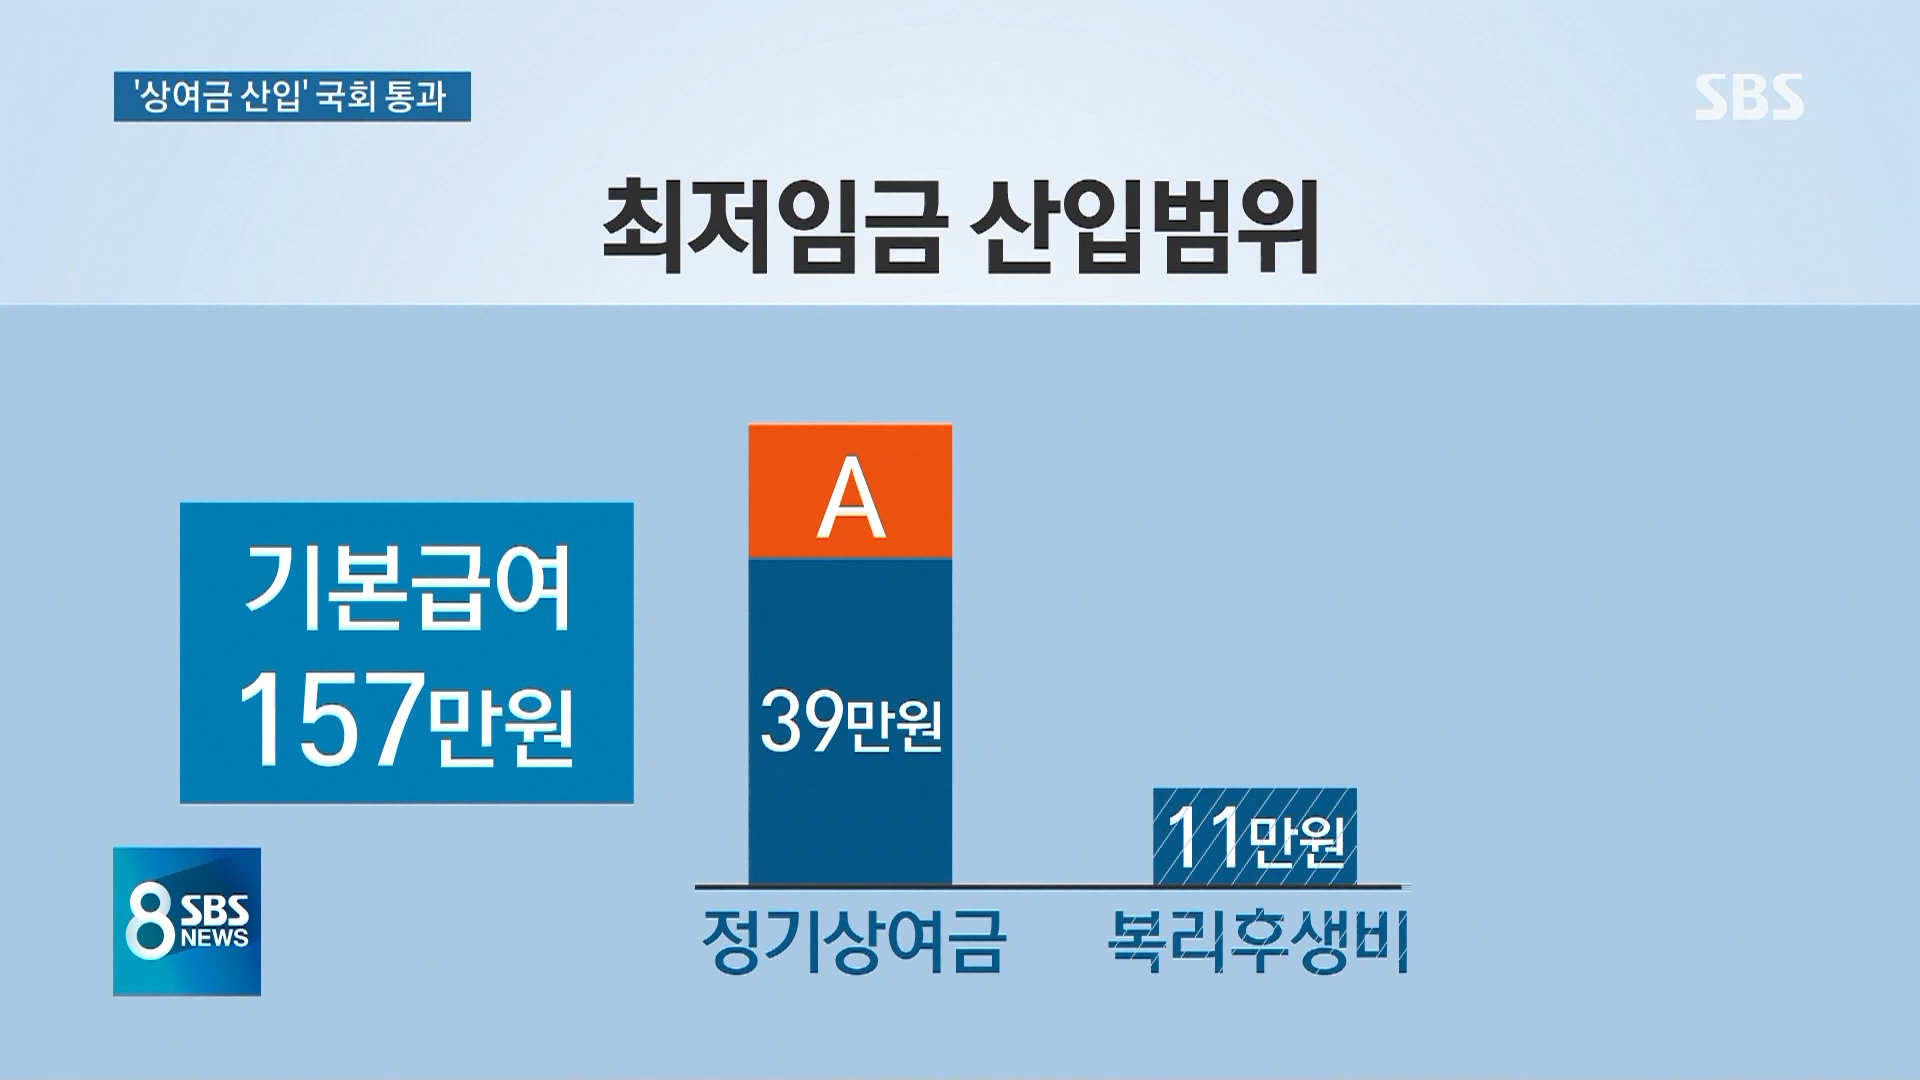 '상여금 산입' 국회 통과
SBS
최저임금 산입범위
기본급여
157만원
A
39만원
11만원
정기상여금
복리후생비
8 SBS
NEWS